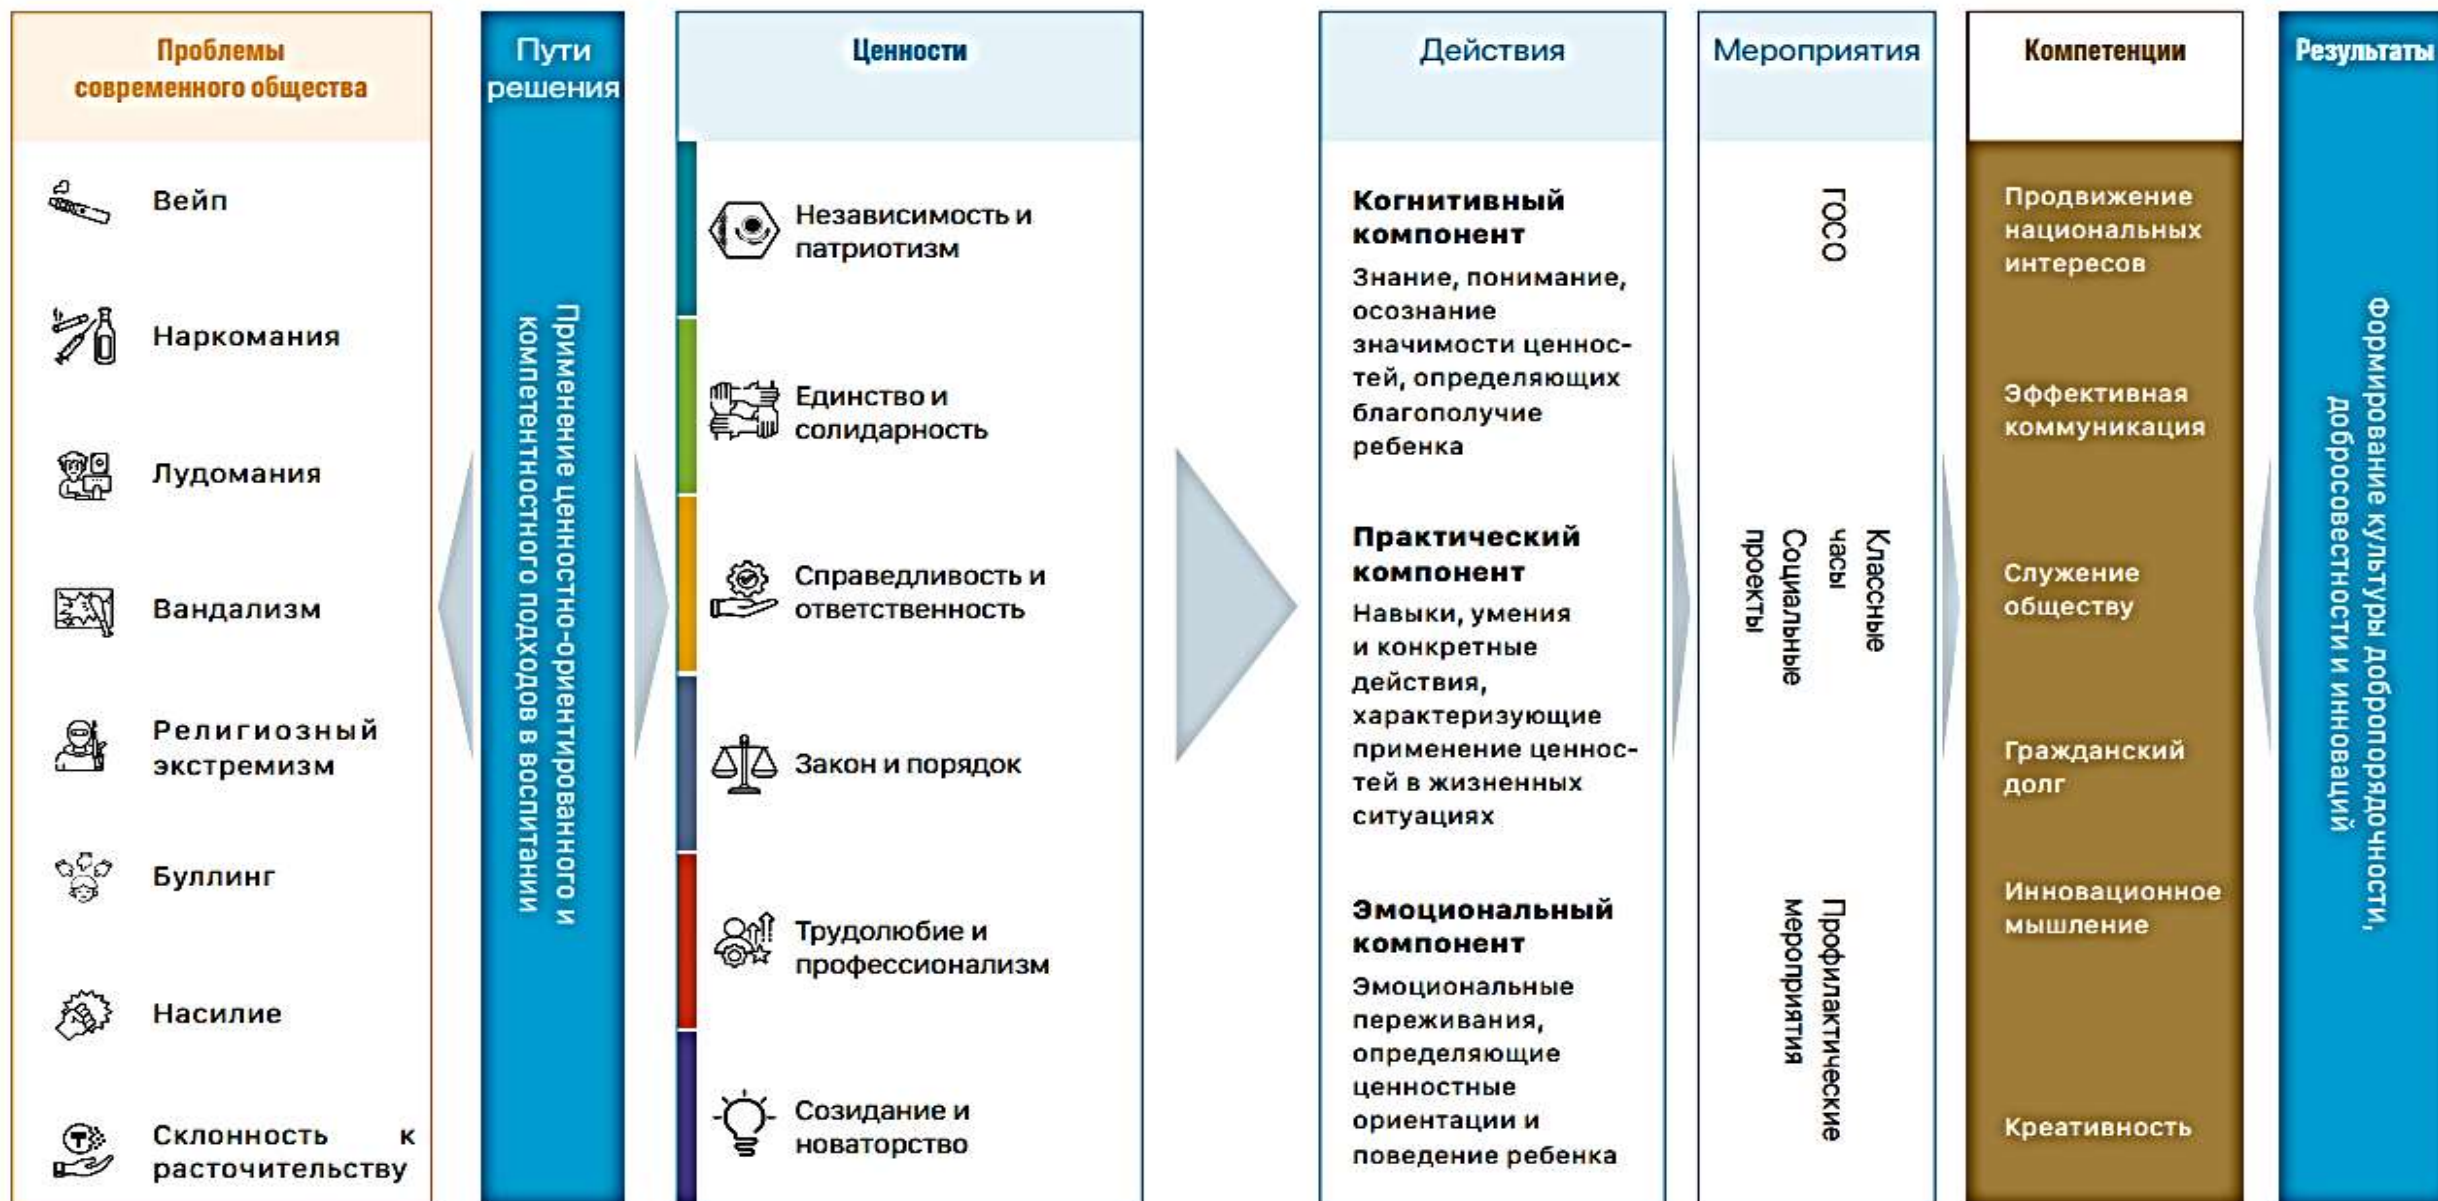 Проблемы
современного общества
Вейп
Наркомания
Лудомания
Вандализм
Религиозный
экстремизм
Буллинг
Насилие
Склонность к
расточительству
Пути
решения
Применение ценностно-ориентированного и
компетентностного подходов в воспитании
Ценности
Независимость и
патриотизм
Единство и
солидарность
Справедливость и
ответственность
Закон и порядок
Трудолюбие и
профессионализм
Созидание и
новаторство
Действия
Когнитивный
компонент
Знание, понимание,
осознание
значимости ценнос-
тей, определяющих
благополучие
ребенка
Практический
компонент
Навыки, умения
и конкретные
действия,
характеризующие
применение ценнос-
тей в жизненных
ситуациях
Эмоциональный
компонент
Эмоциональные
переживания,
определяющие
ценностные
ориентации и
поведение ребенка
Мероприятия
ГОСО
Классные
часы
Социальные
проекты
Профилактические
мероприятия
Компетенции
Продвижение
национальных
интересов
Эффективная
коммуникация
Служение
обществу
Гражданский
долг
Инновационное
мышление
Креативность
Результаты
Формирование культуры добропорядочности,
добросовестности и инноваций